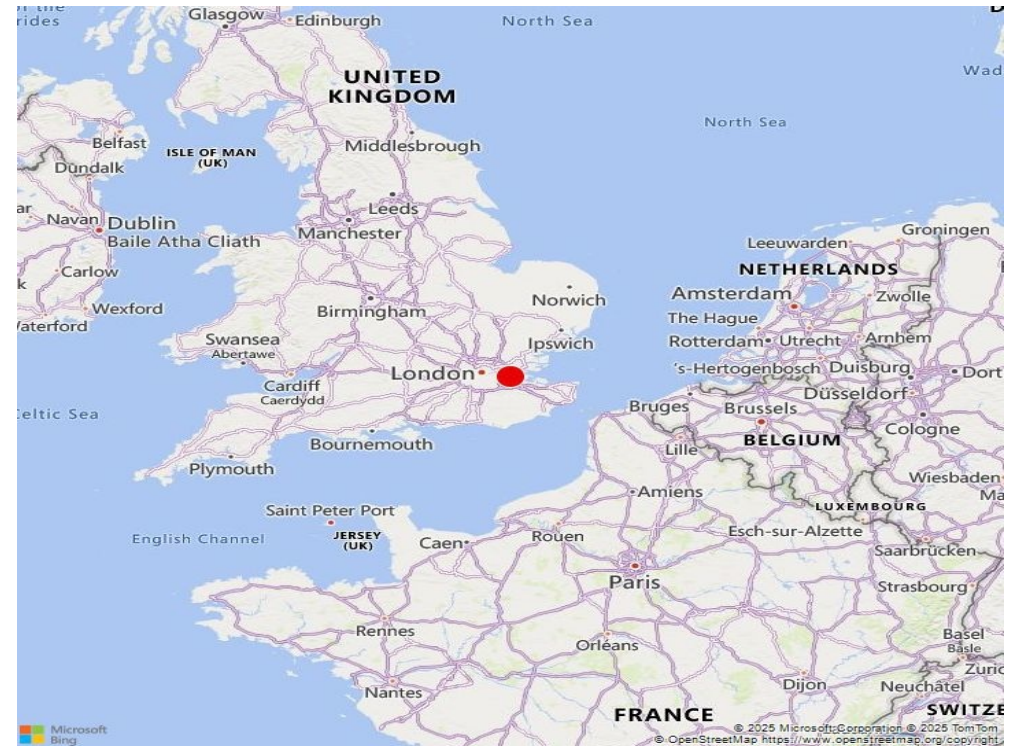 rides
Glasgow
Edinburgh
North Sea
UNITED
KINGDOM
North Sea
Belfast
ISLE OF MAN
(UK)
Middlesbrough
Dundalk
Leeds
Navan
Dublin
Baile Atha Cliath
Manchester
Groningen
Leeuwarden
NETHERLANDS
Carlow
Amsterdam
Zwolle
Norwich
Wexford
Birmingham
The Hague
Swansea
Abertawe
Ipswich
Rotterdam
Utrecht
Arnhem
London
's-Hertogenbosch
Duisburg
Cardiff
Caerdydd
Düsseldorf
Bruges
Brussels
Cologne
Bournemouth
BELGIUM
Lille
Plymouth
Wiesbaden
Amiens
LUXEMBOURG
Saint Peter Port
English Channel
JERSEY
(UK)
Caen
Rouen
Esch-sur-Alzette
Saarbrücken
Paris
Strasbourg
Rennes
Orléans
Basel
Basle
Nantes
Dijon
Neuchâtel
FRANCE
Microsoft
Bing
© 2025 Microsoft Corporation © 2025 TomTom
© OpenStreetMap https://www.openstreetmap.org/copyright